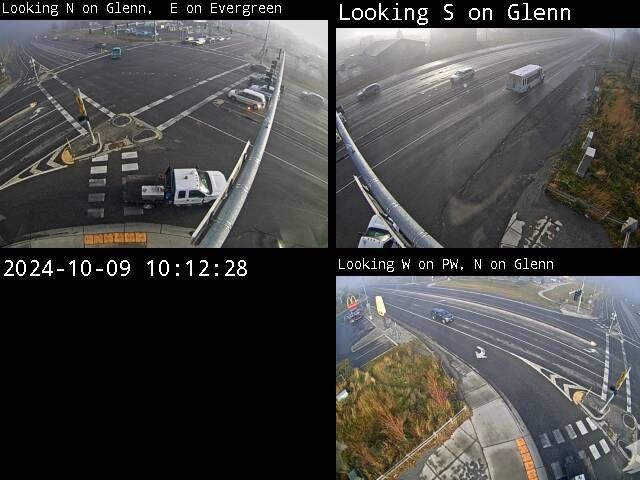 Looking N on Glenn,  E on Evergreen
Looking S on Glenn
2024-10-09 10:12:28
Looking W on PW, N on Glenn